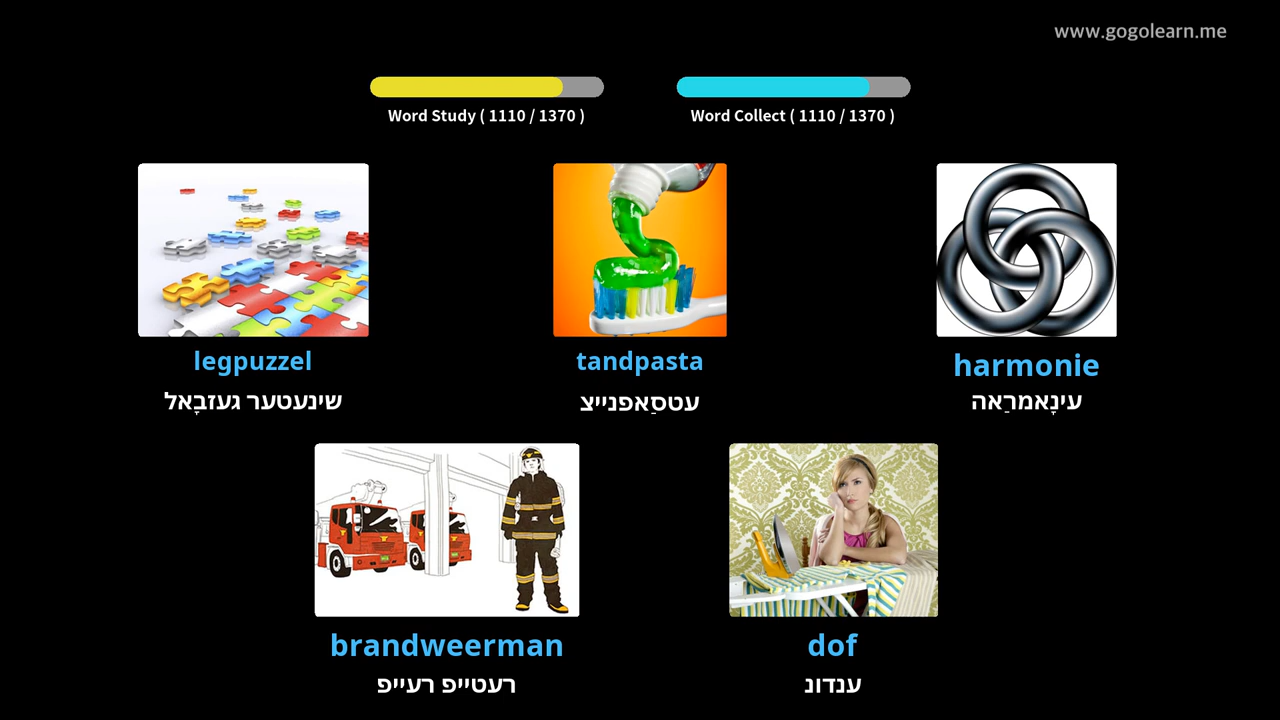 www.gogolearn.me
Word Study ( 1110 / 1370 )
Word Collect ( 1110 / 1370 )
legpuzzel
שינעטער געזבָאל
tandpasta
עטסַאפנייצ
harmonie
עינָאמרַאה
brandweerman
רעטייפ רעייפ
dof
ענדונ